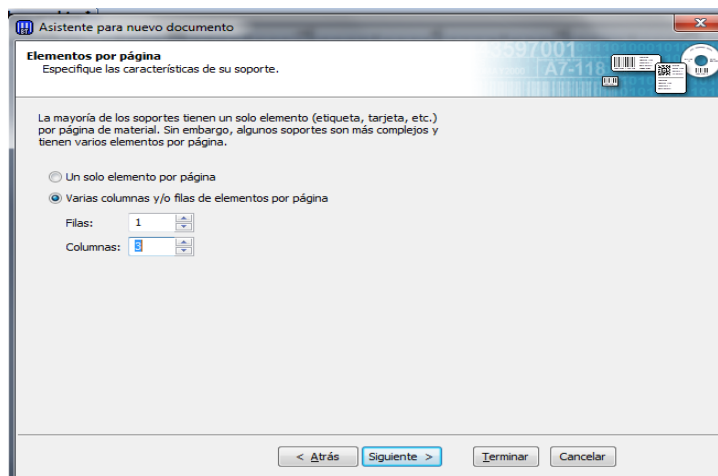 Asistente para nuevo documento
Elementos por página
Especifique las características de su soporte.
3597001
A7-118
La mayoría de los soportes tienen un solo elemento (etiqueta, tarjeta, etc.)
por página de material. Sin embargo, algunos soportes son más complejos y
tienen varios elementos por página.
Un solo elemento por página
Varias columnas y/o filas de elementos por página
Filas: 1
Columnas: 3
< Atrás Siguiente > Terminar Cancelar